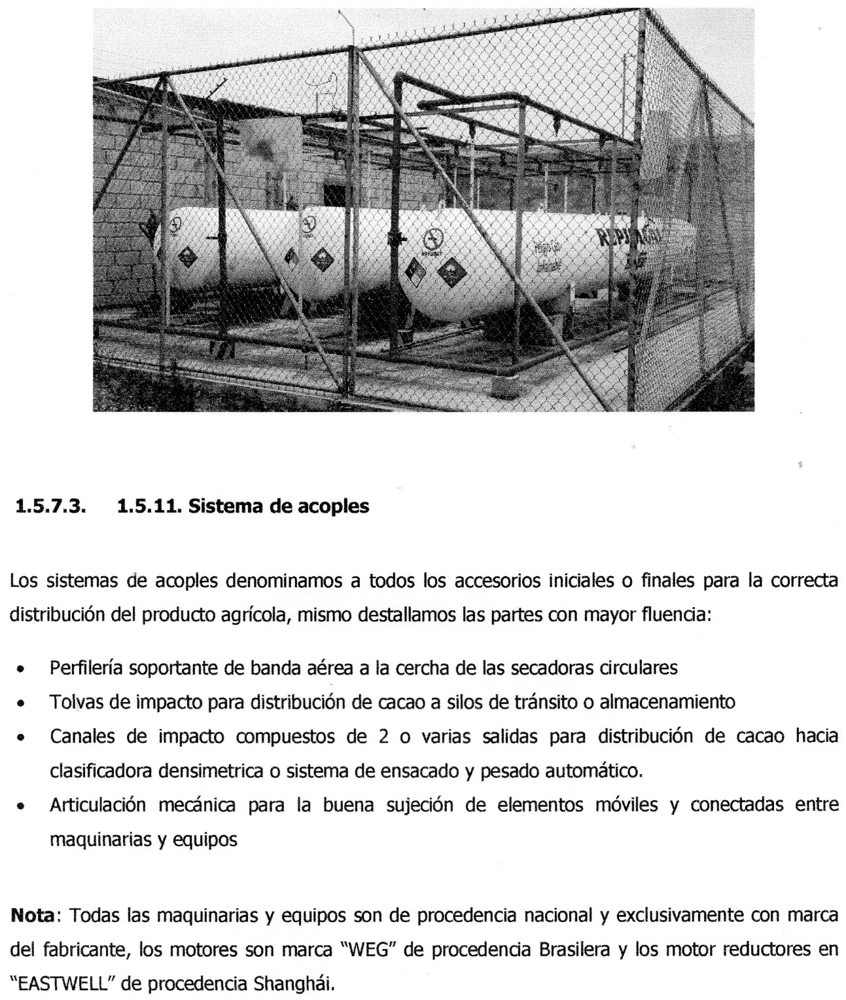 REPSAGAS
1.5.7.3. 1.5.11. Sistema de acoples
Los sistemas de acoples denominamos a todos los accesorios iniciales o finales para la correcta
distribución del producto agrícola, mismo destallamos las partes con mayor fluencia:
• Perfilería soportante de banda aérea a la cercha de las secadoras circulares
• Tolvas de impacto para distribución de cacao a silos de tránsito o almacenamiento
• Canales de impacto compuestos de 2 o varias salidas para distribución de cacao hacia
clasificadora densimetrica o sistema de ensacado y pesado automático.
• Articulación mecánica para la buena sujeción de elementos móviles y conectadas entre
maquinarias y equipos
Nota: Todas las maquinarias y equipos son de procedencia nacional y exclusivamente con marca
del fabricante, los motores son marca "WEG" de procedencia Brasilera y los motor reductores en
"EASTWELL" de procedencia Shanghái.